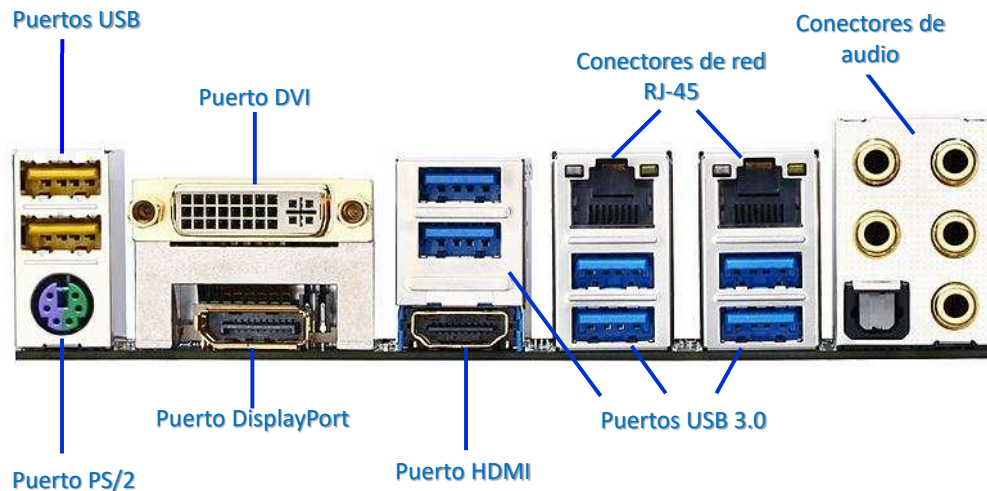 Puertos USB
Conectores de
audio
Conectores de red
RJ-45
Puerto DVI
Puerto DisplayPort
Puertos USB 3.0
Puerto HDMI
Puerto PS/2